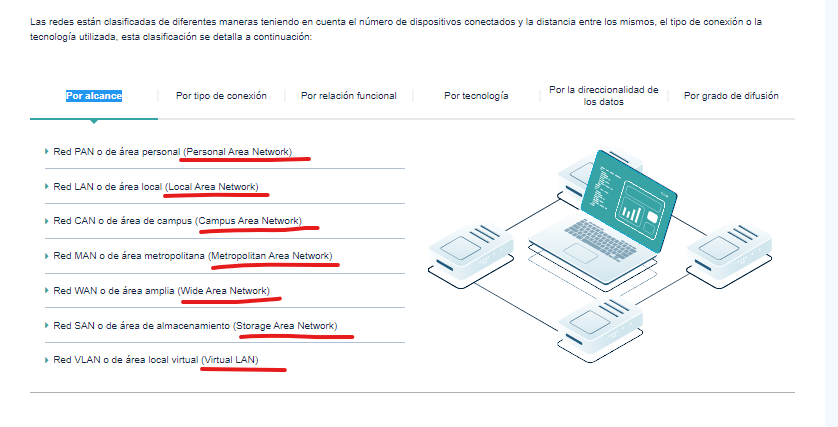 Las redes están clasificadas de diferentes maneras teniendo en cuenta el número de dispositivos conectados y la distancia entre los mismos, el tipo de conexión o la
tecnología utilizada, esta clasificación se detalla a continuación:
Por alcance
Por tipo de conexión
Por relación funcional
Por tecnología
Por la direccionalidad de
los datos
Por grado de difusión
Red PAN o de área personal (Personal Area Network)
Red LAN o de área local (Local Area Network)
Red CAN o de área de campus (Campus Area Network)
Red MAN o de área metropolitana (Metropolitan Area Network)
Red WAN o de área amplia (Wide Area Network)
Red SAN o de área de almacenamiento (Storage Area Network)
Red VLAN o de área local virtual (Virtual LAN)